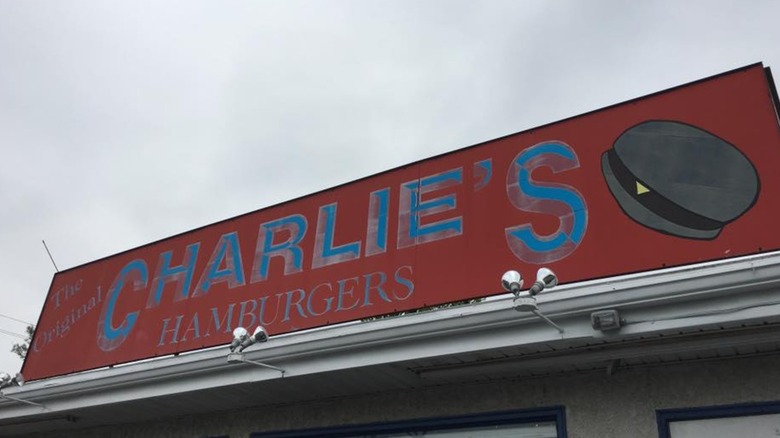 The
Original
CHARLIE'S
HAMBURGERS